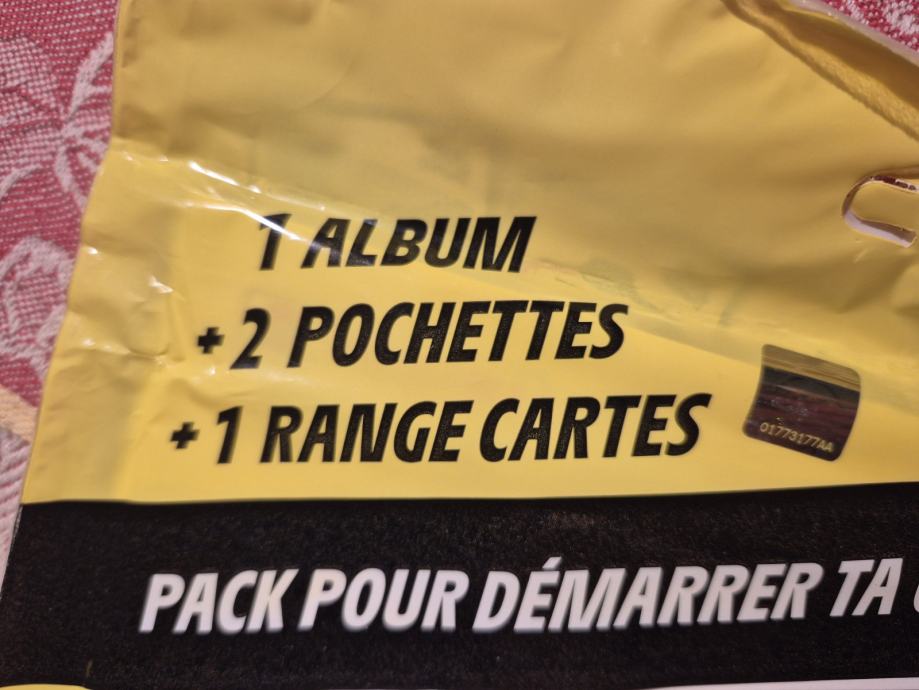 1 ALBUM
+ 2 POCHETTES
+ 1 RANGE CARTES
01773177AA
PACK POUR DÉMARRER TA